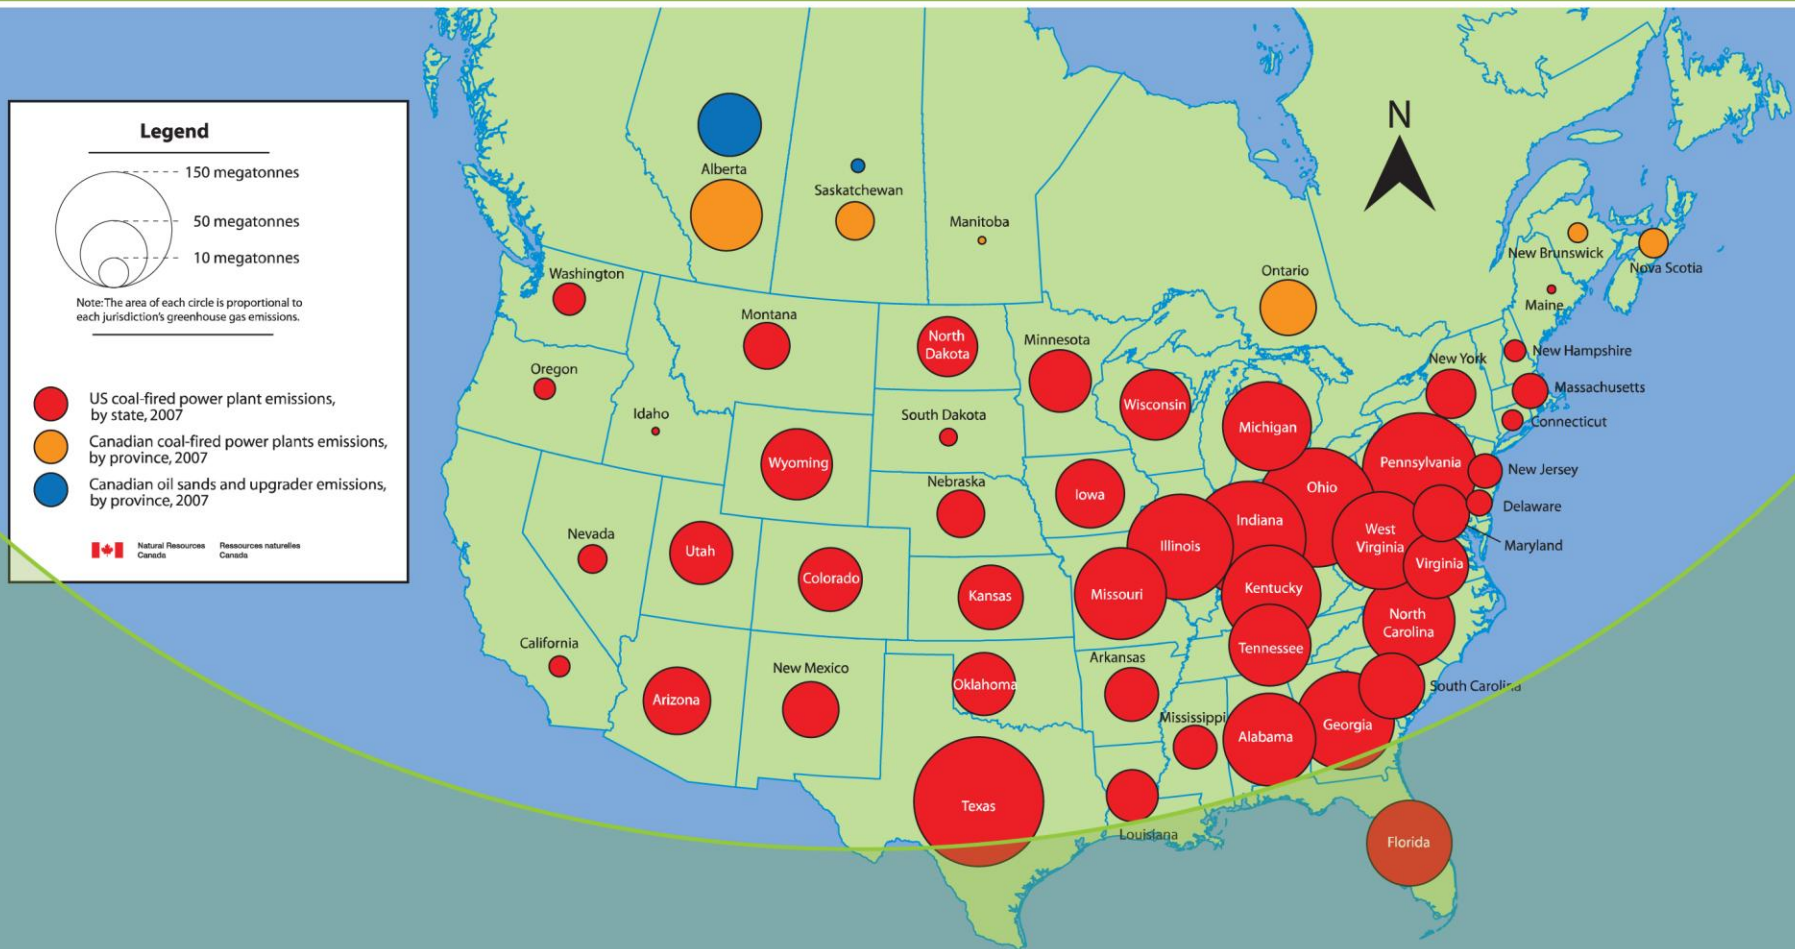 Legend
150 megatonnes
50 megatonnes
10 megatonnes
Note:The area of each circle is proportional to
each jurisdiction's greenhouse gas emissions.
US coal-fired power plant emissions,
by state, 2007
Canadian coal-fired power plants emissions,
by province, 2007
Canadian oil sands and upgrader emissions,
by province, 2007
Natural Resources
Canada
Ressources naturelles
Canada
N
Alberta
Saskatchewan
Manitoba
Ontario
New Brunswick
Nova Scotia
Maine
Washington
Montana
North
Dakota
Minnesota
New York
New Hampshire
Oregon
Idaho
South Dakota
Wisconsin
Michigan
Massachusetts
Connecticut
Wyoming
Nebraska
Iowa
Ohio
Pennsylvania
New Jersey
Delaware
Maryland
Nevada
Utah
Colorado
Kansas
Missouri
Illinois
Indiana
Kentucky
West
Virginia
Virginia
California
Arizona
New Mexico
Oklahoma
Arkansas
Tennessee
North
Carolina
South Carolina
Texas
Louisiana
Mississippi
Alabama
Georgia
Florida